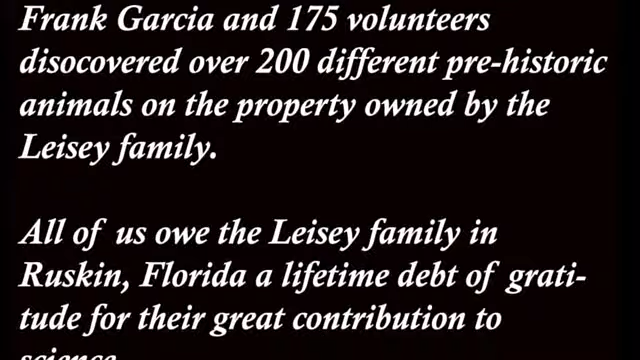 Frank Garcia and 175 volunteers
disocovered over 200 different pre-historic
animals on the property owned by the
Leisey family.
All of us owe the Leisey family in
Ruskin, Florida a lifetime debt of grati-
tude for their great contribution to
science